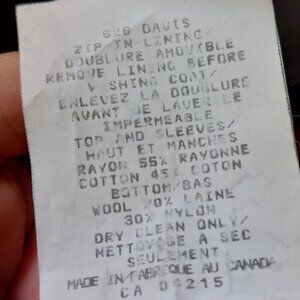 626 DAVIS
ZIP-IN-LINING
DOUBLURE AMOVIBLE
REMOVE LINING BEFORE
WASHING COAT/
ENLEVEZ LA DOUBLURE
AVANT DE LAVER LE
IMPERMEABLE
TOP AND SLEEVES/
HAUT ET MANCHES
RAYON 55% RAYONNE
COTTON 45% COTON
BOTTOM/BAS
WOOL 70% LAINE
30% NYLON
DRY CLEAN ONLY/
NETTOYAGE A SEC
SEULEMENT
MADE IN/FABRIQUE AU CANADA
CA 04215